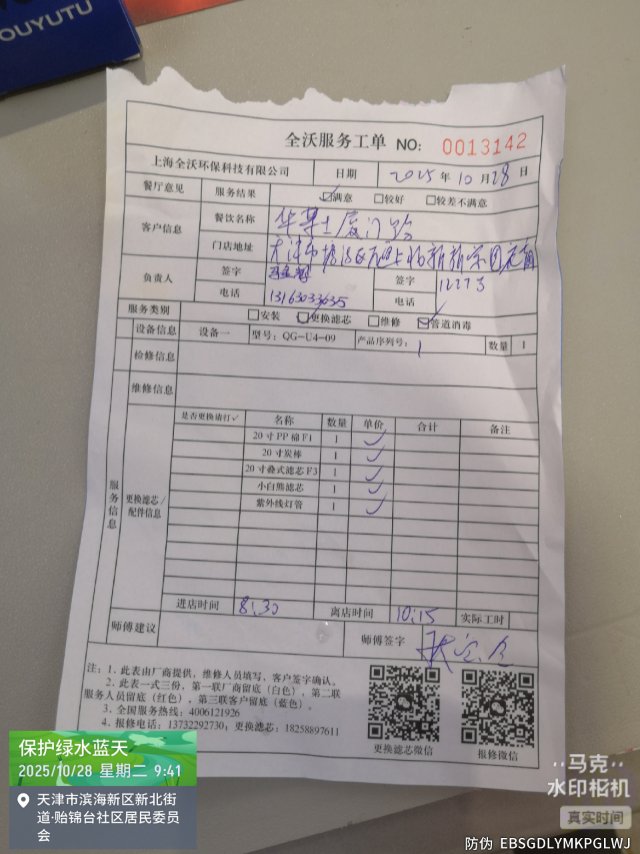 OUYUTU
全沃服务工单 NO: 0013142
上海全沃环保科技有限公司 日期 2025年10月28日
餐厅意见 服务结果 ☑满意 □较好 □较差不满意
客户信息 餐饮名称 华莱士厦门路
门店地址
1227号
负责人 签字 签字
电话 13163033635 电话
服务类别 □安装 ☑更换滤芯 □维修 ☑管道消毒
设备信息 设备一 型号: QG-U4-09 产品序列号: 1 数量 1
检修信息
维修信息
服务信息
更换滤芯/配件信息
是否更换请打✓ 名称 数量 单价 合计 备注
20寸PP棉F1 1 ✓
20寸炭棒 1 ✓
20寸叠式滤芯F3 1 ✓
小白熊滤芯 1 ✓
紫外线灯管 1 ✓
进店时间 8:30 离店时间 10:15 实际工时
师傅建议 师傅签字
注: 1、此表由厂商提供,维修人员填写、客户签字确认。
2、此表一式三份,第一联厂商留底(白色),第二联
服务人员留底(红色),第三联客户留底(蓝色)。
3、全国服务热线: 4006121926
4、报修电话: 13732292730; 更换滤芯: 18258897611
更换滤芯微信 报修微信
保护绿水蓝天
2025/10/28 星期二 9:41
天津市滨海新区新北街
道·贻锦台社区居民委员
会
马克
水印相机
真实时间
防伪 EBSGDLYMKPGLWJ